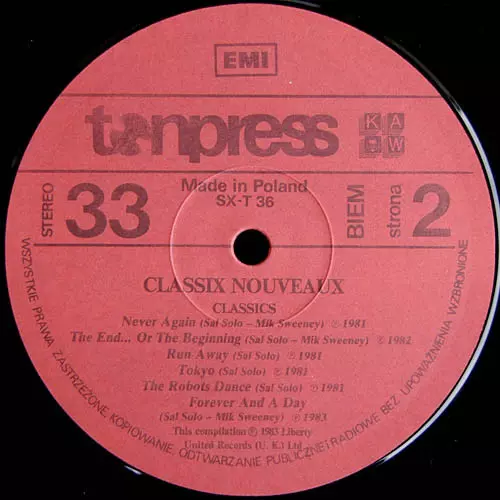 EMI
tonpress
KAW
STEREO 33
Made in Poland
SX-T 36
BIEM
strona 2
CLASSIX NOUVEAUX
CLASSICS
Never Again (Sal Solo – Mik Sweeney) ℗ 1981
The End... Or The Beginning (Sal Solo – Mik Sweeney) ℗ 1982
Run Away (Sal Solo) ℗ 1981
Tokyo (Sal Solo) ℗ 1981
The Robots Dance (Sal Solo) ℗ 1981
Forever And A Day
(Sal Solo – Mik Sweeney) ℗ 1983
This compilation ℗ 1983 Liberty
United Records (U. K.) Ltd
WSZYSTKIE PRAWA ZASTRZEŻONE KOPIOWANIE, ODTWARZANIE PUBLICZNE I RADIOWE BEZ UPOWAŻNIENIA WZBRONIONE